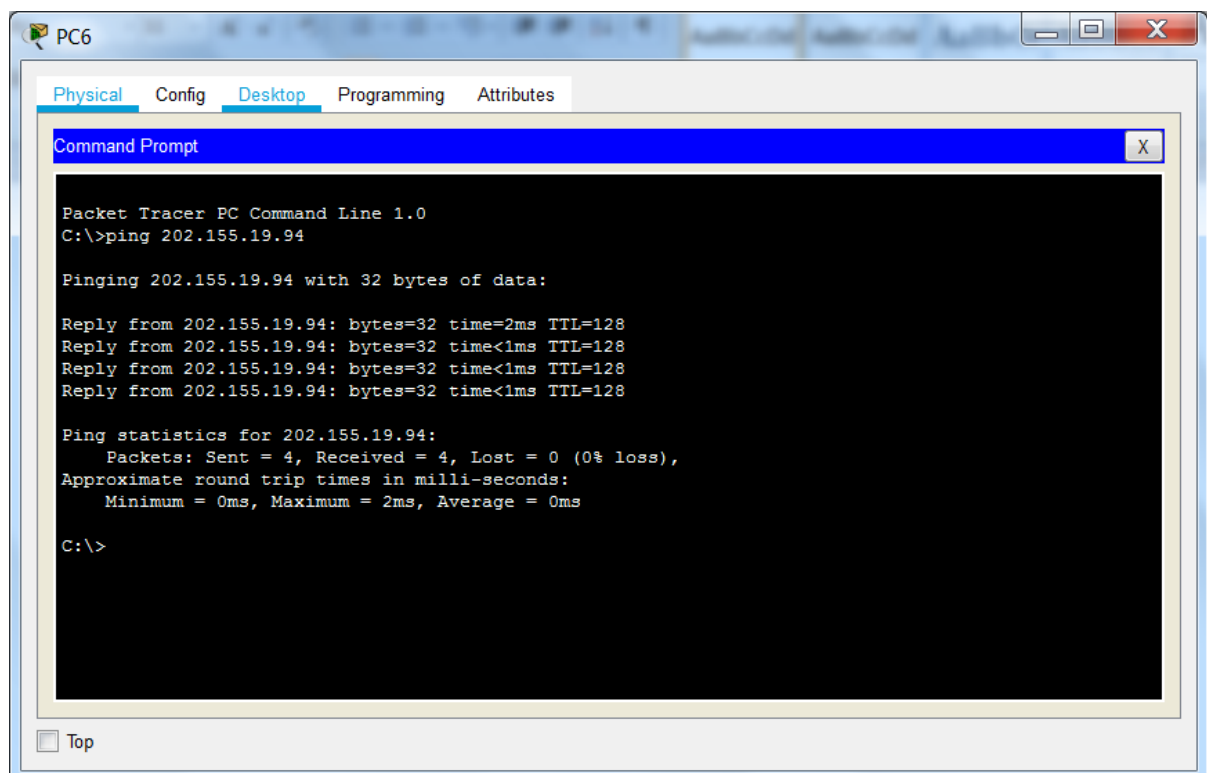 PC6
Physical Config Desktop Programming Attributes
Command Prompt X
Packet Tracer PC Command Line 1.0
C:\>ping 202.155.19.94
Pinging 202.155.19.94 with 32 bytes of data:
Reply from 202.155.19.94: bytes=32 time=2ms TTL=128
Reply from 202.155.19.94: bytes=32 time<1ms TTL=128
Reply from 202.155.19.94: bytes=32 time<1ms TTL=128
Reply from 202.155.19.94: bytes=32 time<1ms TTL=128
Ping statistics for 202.155.19.94:
Packets: Sent = 4, Received = 4, Lost = 0 (0% loss),
Approximate round trip times in milli-seconds:
Minimum = 0ms, Maximum = 2ms, Average = 0ms
C:\>
Top